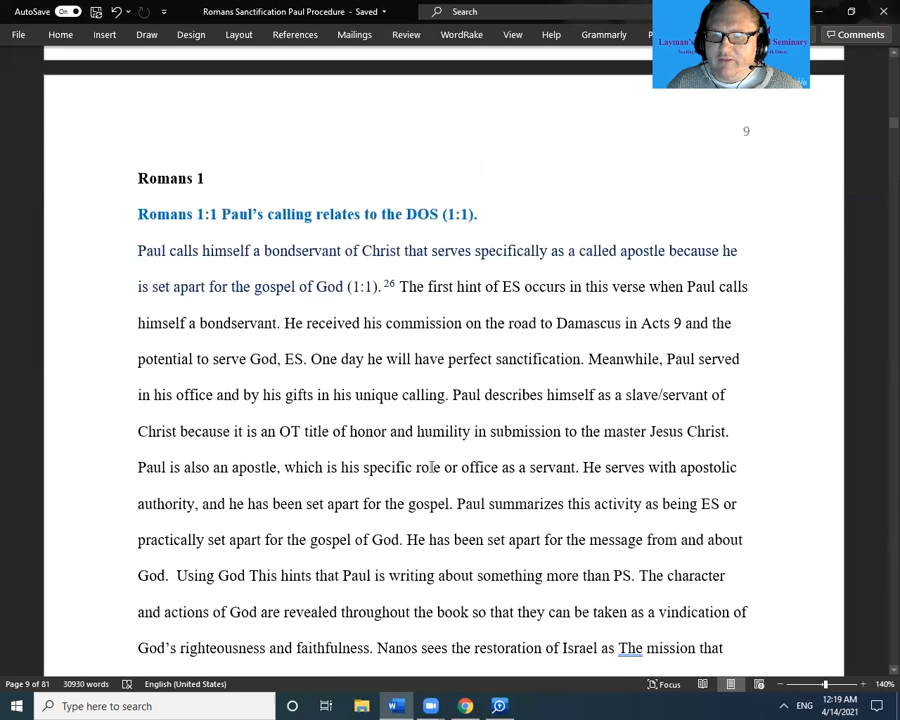 AutoSave On Romans Sanctification Paul Procedure - Saved Search
File Home Insert Draw Design Layout References Mailings Review WordRake View Help Grammarly Comments
Layman's Seminary
9
Romans 1
Romans 1:1 Paul's calling relates to the DOS (1:1).
Paul calls himself a bondservant of Christ that serves specifically as a called apostle because he
is set apart for the gospel of God (1:1). 26 The first hint of ES occurs in this verse when Paul calls
himself a bondservant. He received his commission on the road to Damascus in Acts 9 and the
potential to serve God, ES. One day he will have perfect sanctification. Meanwhile, Paul served
in his office and by his gifts in his unique calling. Paul describes himself as a slave/servant of
Christ because it is an OT title of honor and humility in submission to the master Jesus Christ.
Paul is also an apostle, which is his specific role or office as a servant. He serves with apostolic
authority, and he has been set apart for the gospel. Paul summarizes this activity as being ES or
practically set apart for the gospel of God. He has been set apart for the message from and about
God.  Using God This hints that Paul is writing about something more than PS. The character
and actions of God are revealed throughout the book so that they can be taken as a vindication of
God's righteousness and faithfulness. Nanos sees the restoration of Israel as The mission that
Page 9 of 81 30930 words English (United States) Focus 140%
Type here to search ENG 12:19 AM
4/14/2021